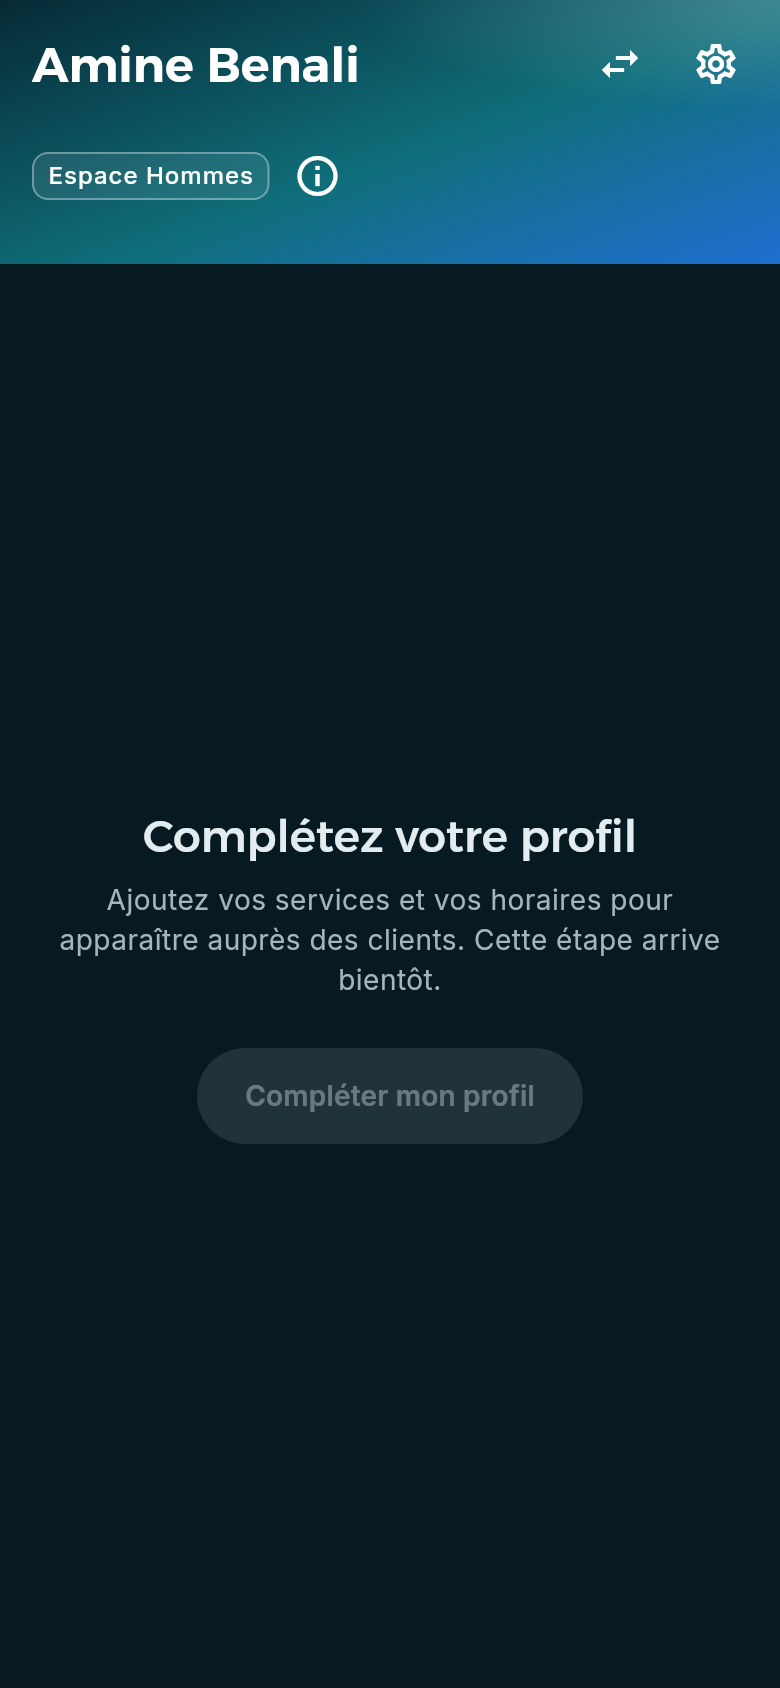 Amine Benali
Espace Hommes
Complétez votre profil
Ajoutez vos services et vos horaires pour
apparaître auprès des clients. Cette étape arrive
bientôt.
Compléter mon profil